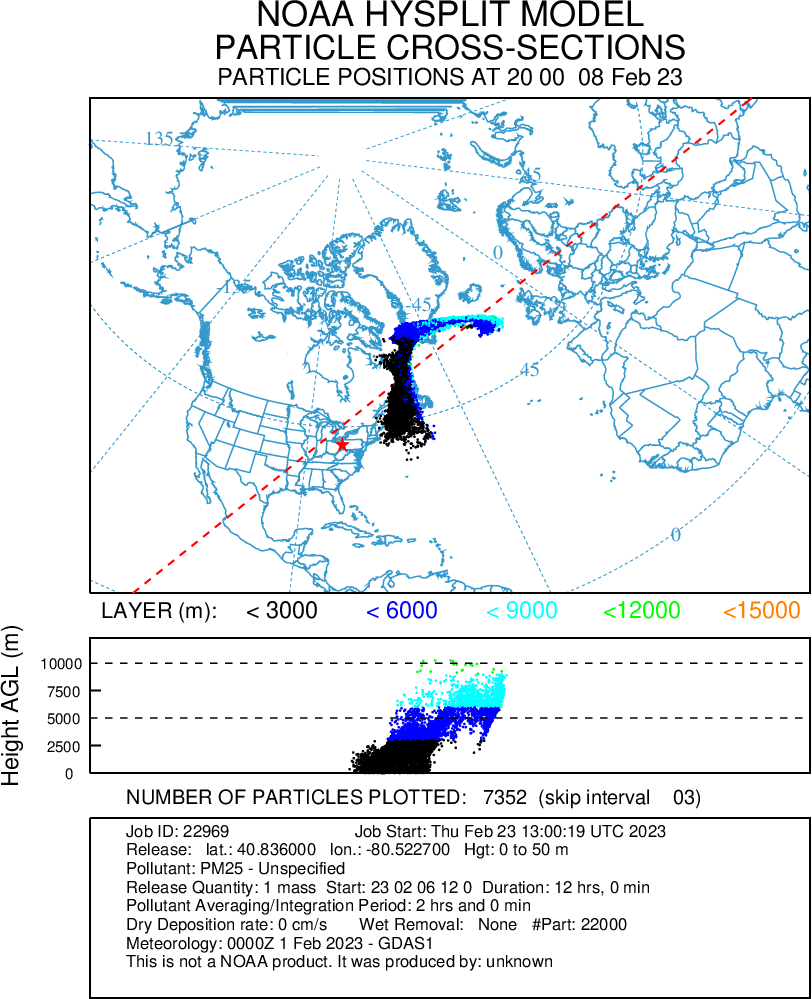 NOAA HYSPLIT MODEL
PARTICLE CROSS-SECTIONS
PARTICLE POSITIONS AT 20 00 08 Feb 23
135
45
0
-135
-45
45
0
LAYER (m): < 3000 < 6000 < 9000 <12000 <15000
Height AGL (m)
10000
7500
5000
2500
0
NUMBER OF PARTICLES PLOTTED: 7352 (skip interval 03)
Job ID: 22969 Job Start: Thu Feb 23 13:00:19 UTC 2023
Release: lat.: 40.836000 lon.: -80.522700 Hgt: 0 to 50 m
Pollutant: PM25 - Unspecified
Release Quantity: 1 mass Start: 23 02 06 12 0 Duration: 12 hrs, 0 min
Pollutant Averaging/Integration Period: 2 hrs and 0 min
Dry Deposition rate: 0 cm/s Wet Removal: None #Part: 22000
Meteorology: 0000Z 1 Feb 2023 - GDAS1
This is not a NOAA product. It was produced by: unknown